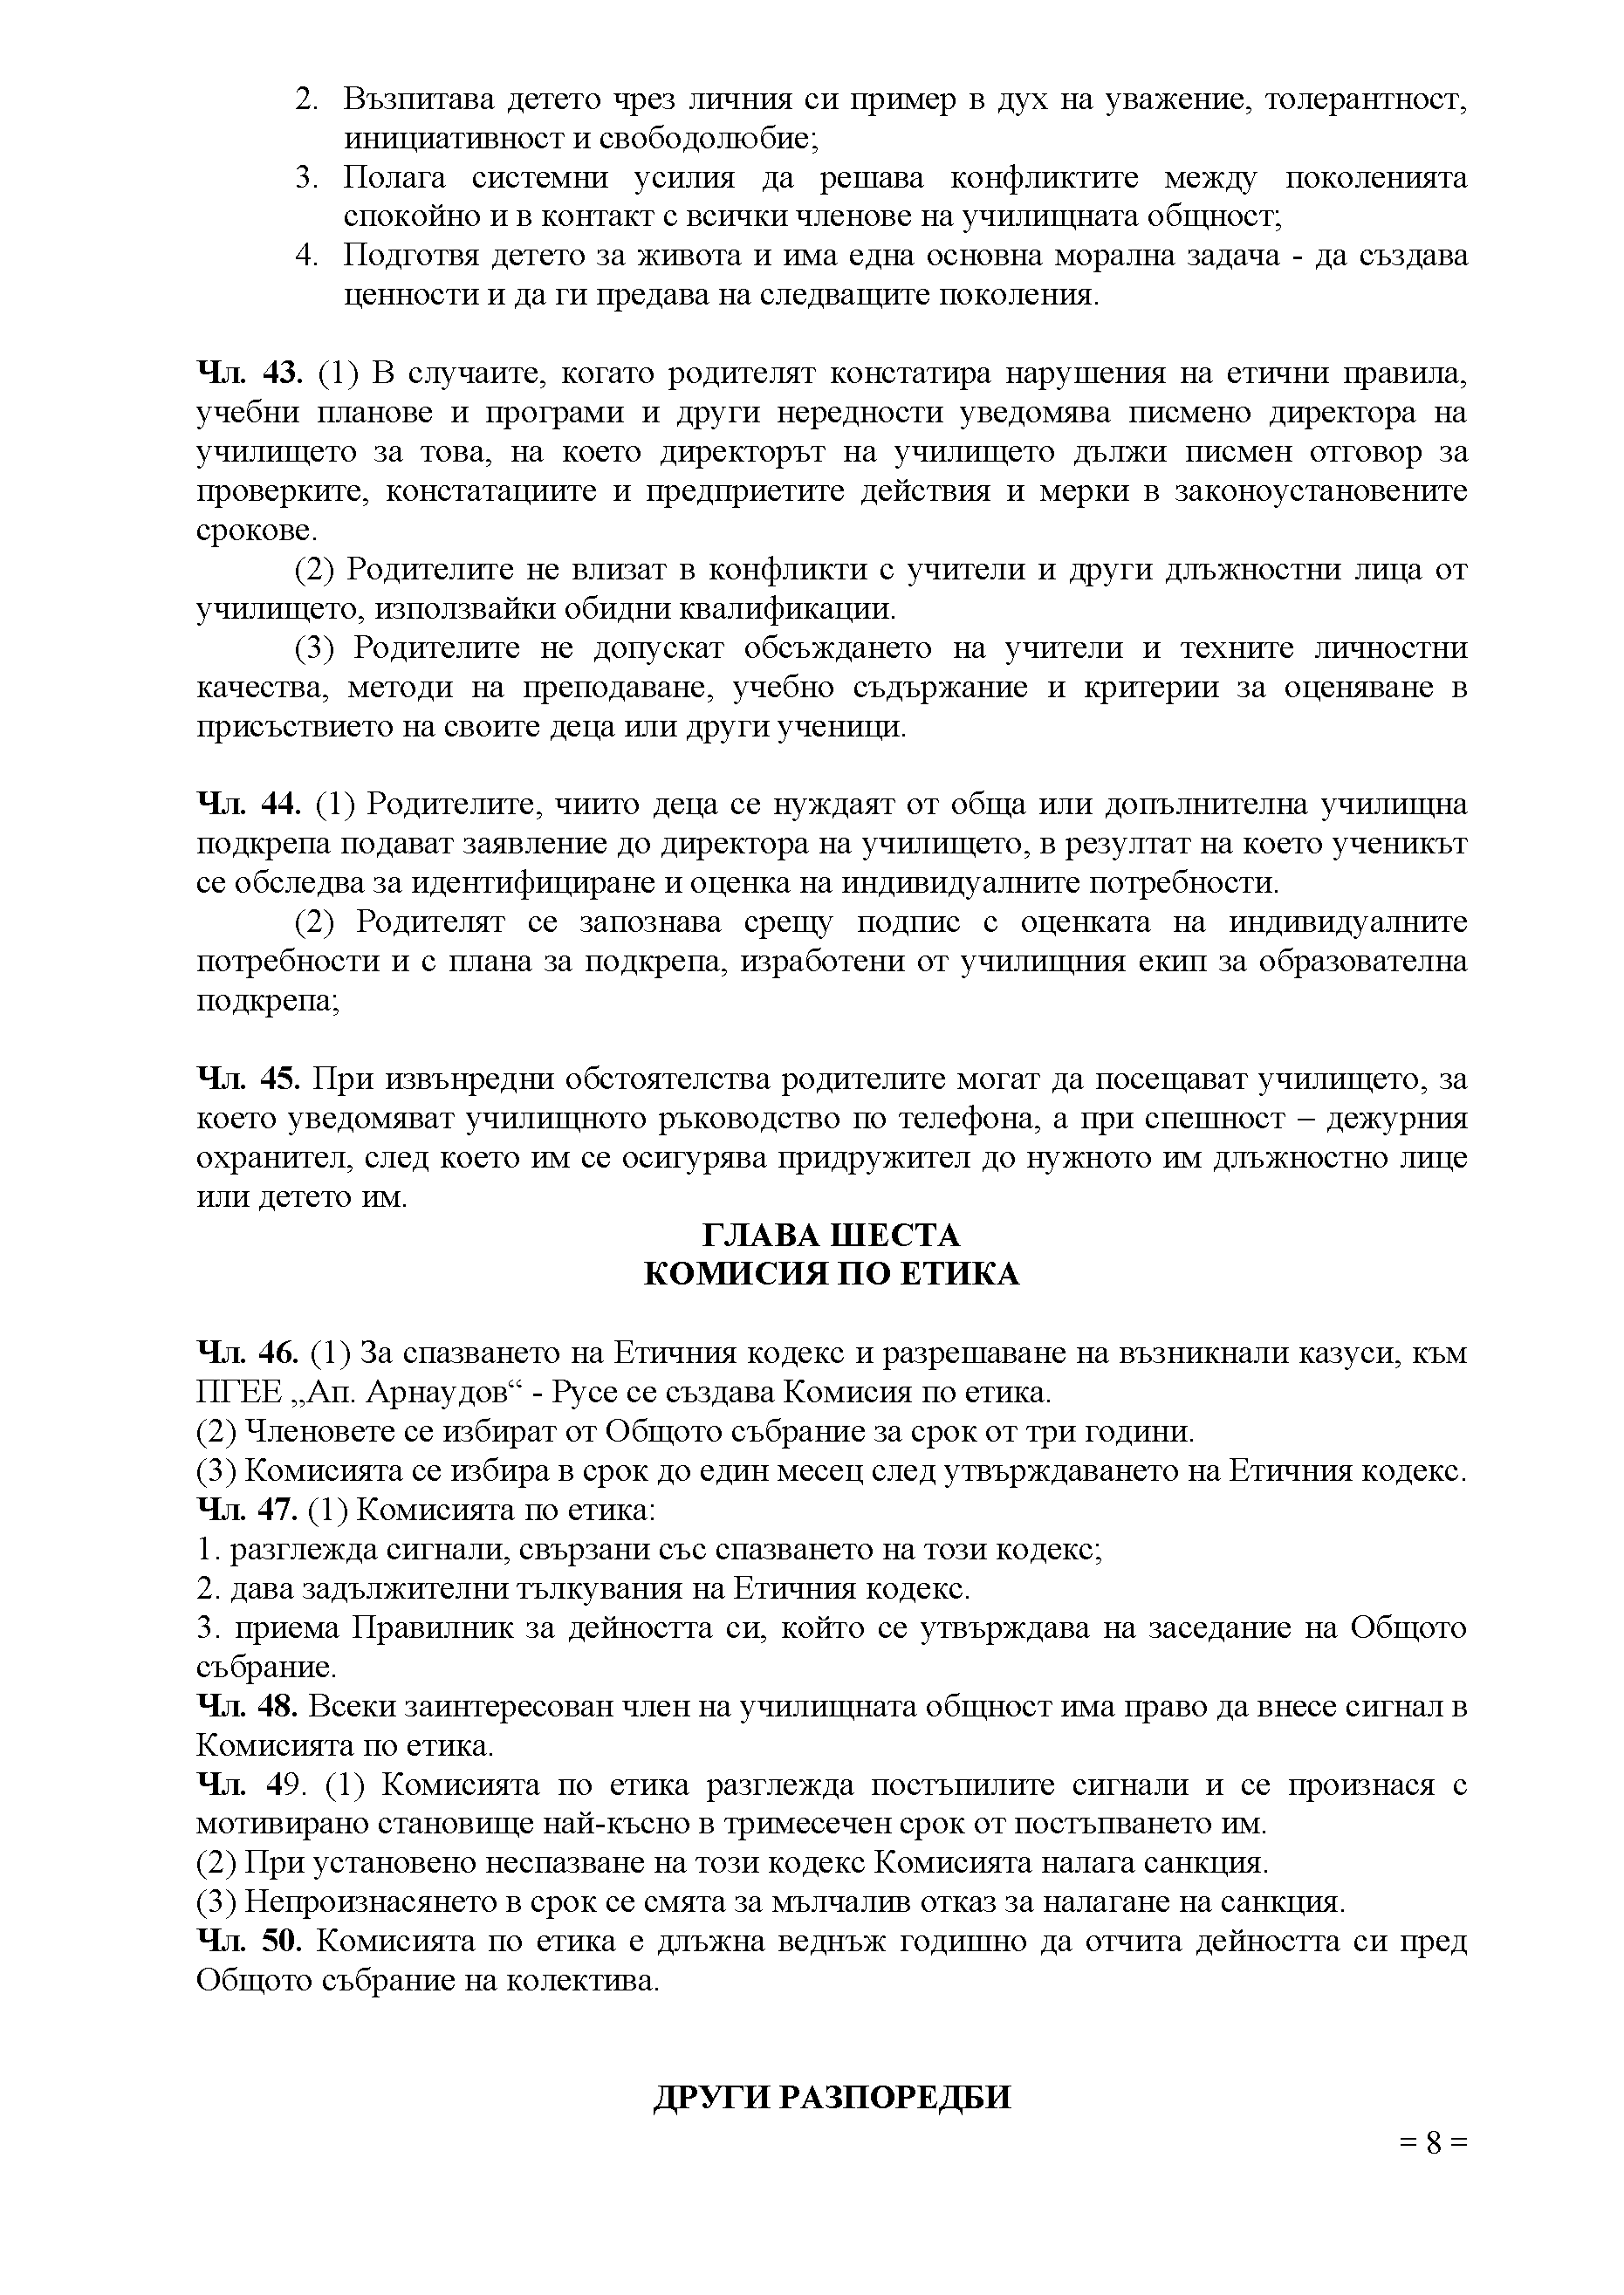 2. Възпитава детето чрез личния си пример в дух на уважение, толерантност,
инициативност и свободолюбие;
3. Полага системни усилия да решава конфликтите между поколенията
спокойно и в контакт с всички членове на училищната общност;
4. Подготвя детето за живота и има една основна морална задача - да създава
ценности и да ги предава на следващите поколения.
Чл. 43. (1) В случаите, когато родителят констатира нарушения на етични правила,
учебни планове и програми и други нередности уведомява писмено директора на
училището за това, на което директорът на училището дължи писмен отговор за
проверките, констатациите и предприетите действия и мерки в законоустановените
срокове.
(2) Родителите не влизат в конфликти с учители и други длъжностни лица от
училището, използвайки обидни квалификации.
(3) Родителите не допускат обсъждането на учители и техните личностни
качества, методи на преподаване, учебно съдържание и критерии за оценяване в
присъствието на своите деца или други ученици.
Чл. 44. (1) Родителите, чиито деца се нуждаят от обща или допълнителна училищна
подкрепа подават заявление до директора на училището, в резултат на което ученикът
се обследва за идентифициране и оценка на индивидуалните потребности.
(2) Родителят се запознава срещу подпис с оценката на индивидуалните
потребности и с плана за подкрепа, изработени от училищния екип за образователна
подкрепа;
Чл. 45. При извънредни обстоятелства родителите могат да посещават училището, за
което уведомяват училищното ръководство по телефона, а при спешност – дежурния
охранител, след което им се осигурява придружител до нужното им длъжностно лице
или детето им.
ГЛАВА ШЕСТА
КОМИСИЯ ПО ЕТИКА
Чл. 46. (1) За спазването на Етичния кодекс и разрешаване на възникнали казуси, към
ПГЕЕ „Ап. Арнаудов“ - Русе се създава Комисия по етика.
(2) Членовете се избират от Общото събрание за срок от три години.
(3) Комисията се избира в срок до един месец след утвърждаването на Етичния кодекс.
Чл. 47. (1) Комисията по етика:
1. разглежда сигнали, свързани със спазването на този кодекс;
2. дава задължителни тълкувания на Етичния кодекс.
3. приема Правилник за дейността си, който се утвърждава на заседание на Общото
събрание.
Чл. 48. Всеки заинтересован член на училищната общност има право да внесе сигнал в
Комисията по етика.
Чл. 49. (1) Комисията по етика разглежда постъпилите сигнали и се произнася с
мотивирано становище най-късно в тримесечен срок от постъпването им.
(2) При установено неспазване на този кодекс Комисията налага санкция.
(3) Непроизнасянето в срок се смята за мълчалив отказ за налагане на санкция.
Чл. 50. Комисията по етика е длъжна веднъж годишно да отчита дейността си пред
Общото събрание на колектива.
ДРУГИ РАЗПОРЕДБИ
= 8 =